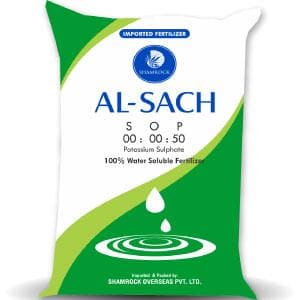 IMPORTED FERTILIZER
SHAMROCK
AL-SACH
S O P
00 : 00 : 50
Potassium Sulphate
100% Water Soluble Fertilizer
Imported & Packed by:
SHAMROCK OVERSEAS PVT. LTD.